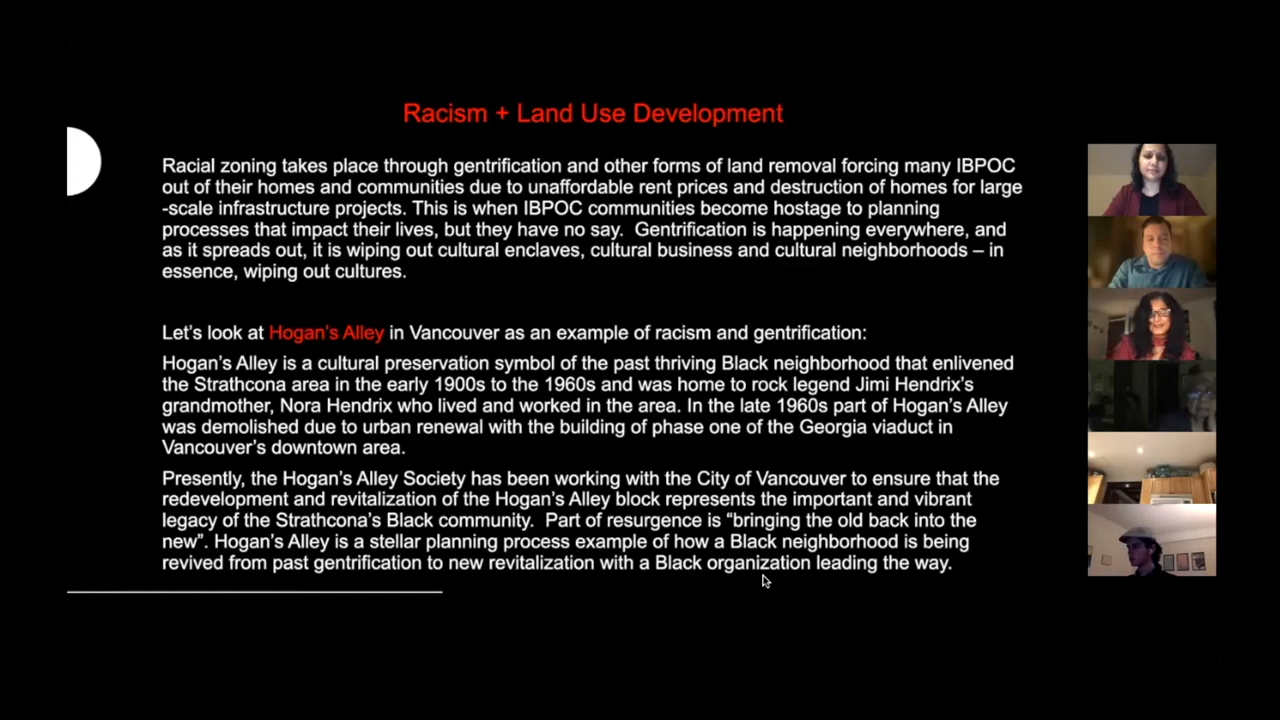 Racism + Land Use Development
Racial zoning takes place through gentrification and other forms of land removal forcing many IBPOC
out of their homes and communities due to unaffordable rent prices and destruction of homes for large
-scale infrastructure projects. This is when IBPOC communities become hostage to planning
processes that impact their lives, but they have no say.  Gentrification is happening everywhere, and
as it spreads out, it is wiping out cultural enclaves, cultural business and cultural neighborhoods – in
essence, wiping out cultures.
Let’s look at Hogan’s Alley in Vancouver as an example of racism and gentrification:
Hogan’s Alley is a cultural preservation symbol of the past thriving Black neighborhood that enlivened
the Strathcona area in the early 1900s to the 1960s and was home to rock legend Jimi Hendrix’s
grandmother, Nora Hendrix who lived and worked in the area. In the late 1960s part of Hogan’s Alley
was demolished due to urban renewal with the building of phase one of the Georgia viaduct in
Vancouver’s downtown area.
Presently, the Hogan’s Alley Society has been working with the City of Vancouver to ensure that the
redevelopment and revitalization of the Hogan’s Alley block represents the important and vibrant
legacy of the Strathcona’s Black community.  Part of resurgence is “bringing the old back into the
new”. Hogan’s Alley is a stellar planning process example of how a Black neighborhood is being
revived from past gentrification to new revitalization with a Black organization leading the way.